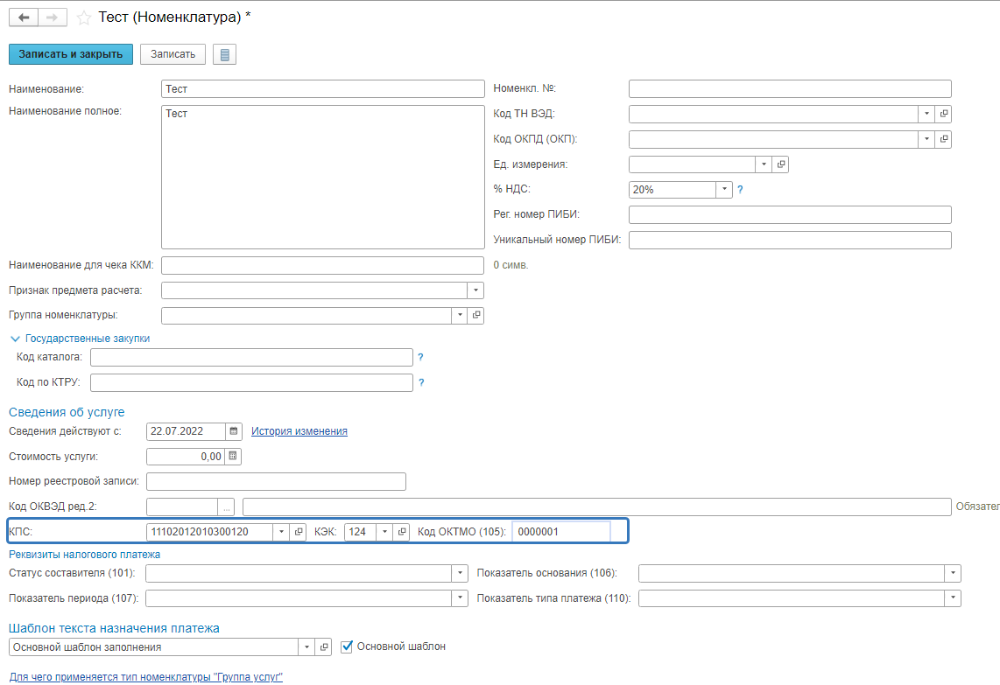 Тест (Номенклатура) *
Записать и закрыть Записать
Наименование: Тест Номенкл. №:
Наименование полное: Тест Код ТН ВЭД:
Код ОКПД (ОКП):
Ед. измерения:
% НДС: 20% ?
Рег. номер ПИБИ:
Уникальный номер ПИБИ:
Наименование для чека ККМ: 0 симв.
Признак предмета расчета:
Группа номенклатуры:
Государственные закупки
Код каталога: ?
Код по КТРУ: ?
Сведения об услуге
Сведения действуют с: 22.07.2022 История изменения
Стоимость услуги: 0,00
Номер реестровой записи:
Код ОКВЭД ред.2: ... Обязател
КПС: 11102012010300120 КЭК: 124 Код ОКТМО (105): 0000001
Реквизиты налогового платежа
Статус составителя (101): Показатель основания (106):
Показатель периода (107): Показатель типа платежа (110):
Шаблон текста назначения платежа
Основной шаблон заполнения Основной шаблон
Для чего применяется тип номенклатуры "Группа услуг"